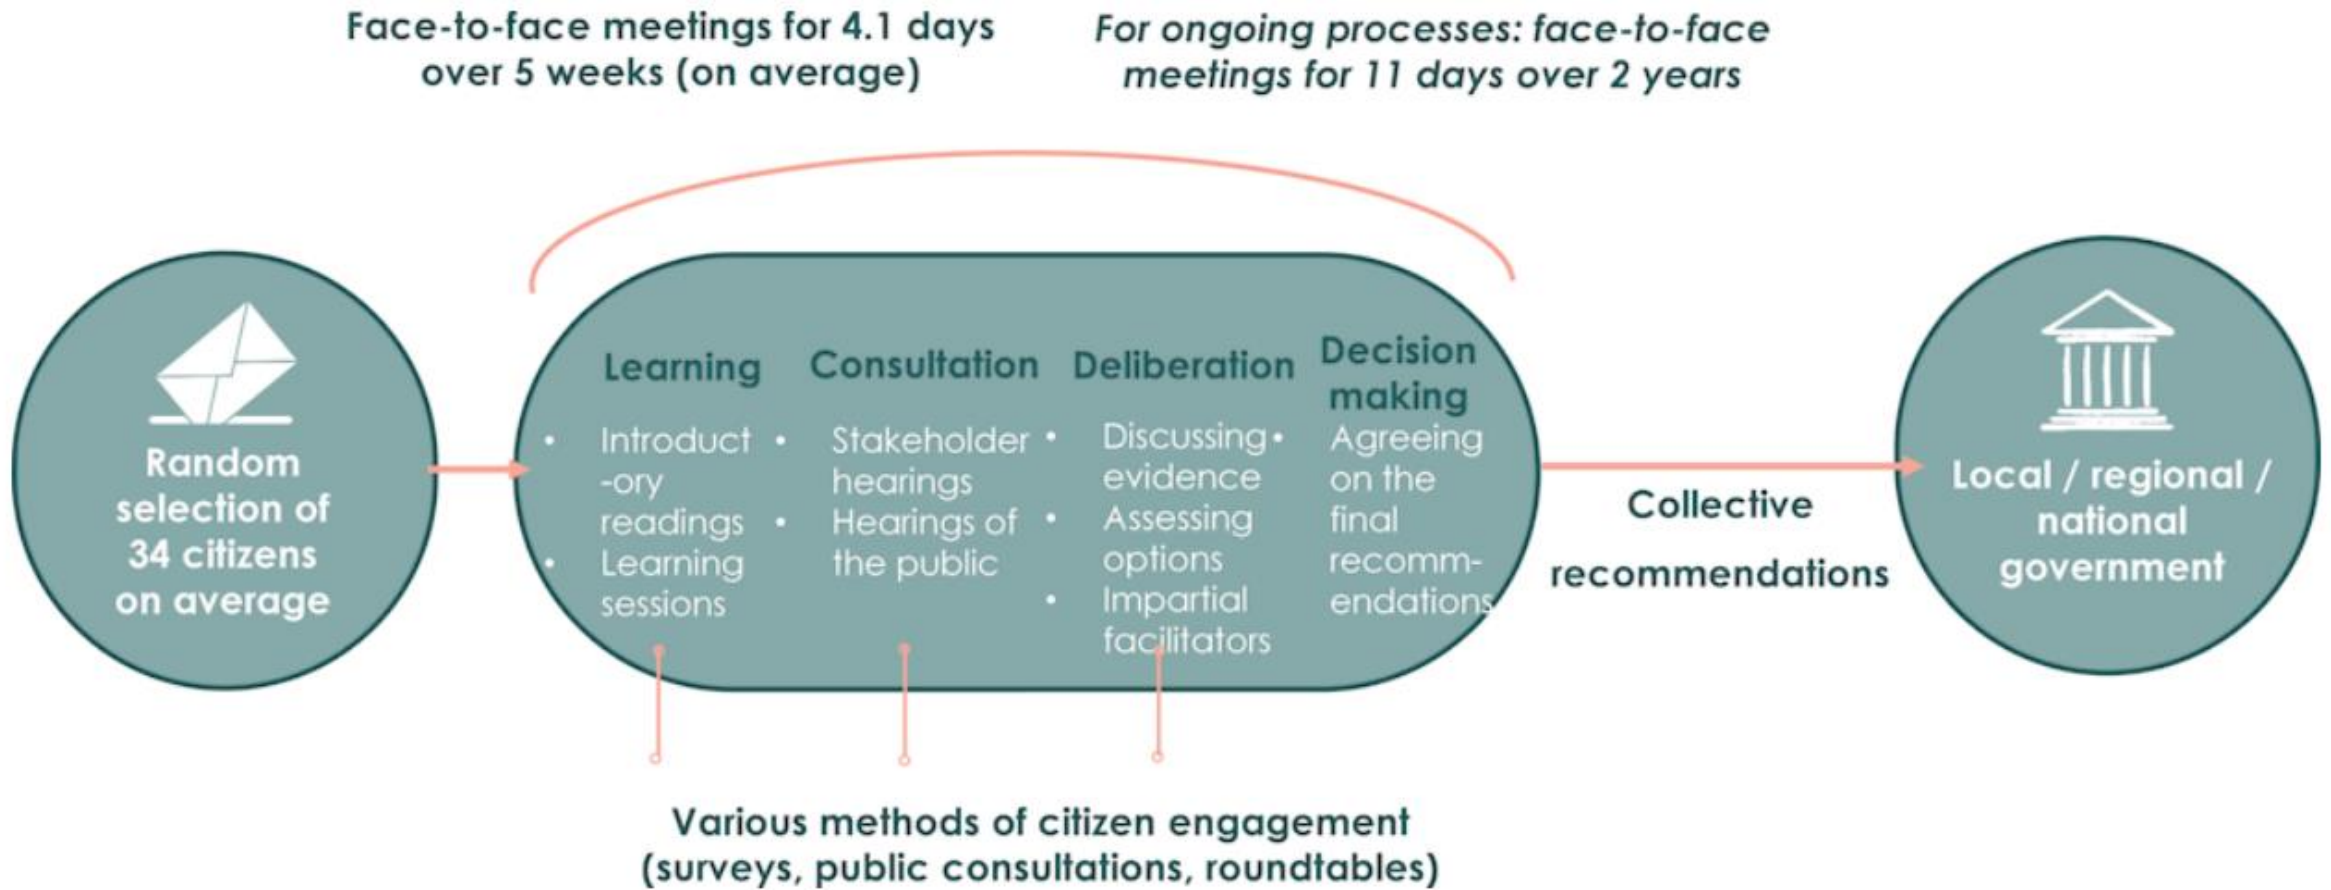 Face-to-face meetings for 4.1 days
over 5 weeks (on average)
For ongoing processes: face-to-face
meetings for 11 days over 2 years
Random
selection of
34 citizens
on average
Learning
• Introduct
-ory
readings
• Learning
sessions
Consultation
• Stakeholder
hearings
• Hearings of
the public
Deliberation
• Discussing
evidence
• Assessing
options
• Impartial
facilitators
Decision
making
• Agreeing
on the
final
recomm-
endations
Collective
recommendations
Local / regional /
national
government
Various methods of citizen engagement
(surveys, public consultations, roundtables)